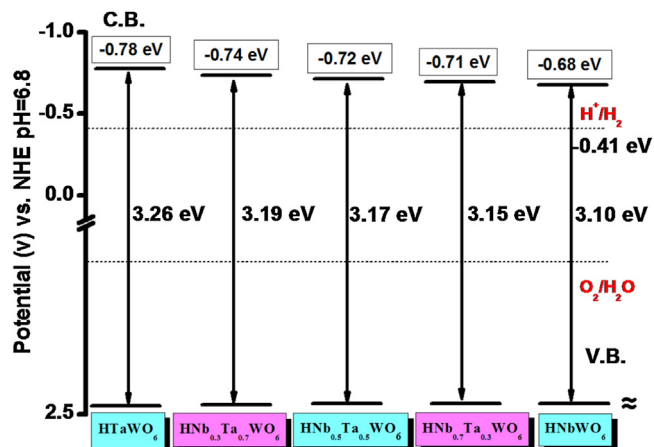 C.B.
-1.0
-0.78 eV
-0.74 eV
-0.72 eV
-0.71 eV
-0.68 eV
-0.5
H⁺/H₂
-0.41 eV
0.0
3.26 eV
3.19 eV
3.17 eV
3.15 eV
3.10 eV
O₂/H₂O
V.B.
2.5
≈
HTaWO₆
HNb₀.₃Ta₀.₇WO₆
HNb₀.₅Ta₀.₅WO₆
HNb₀.₇Ta₀.₃WO₆
HNbWO₆
Potential (v) vs. NHE pH=6.8